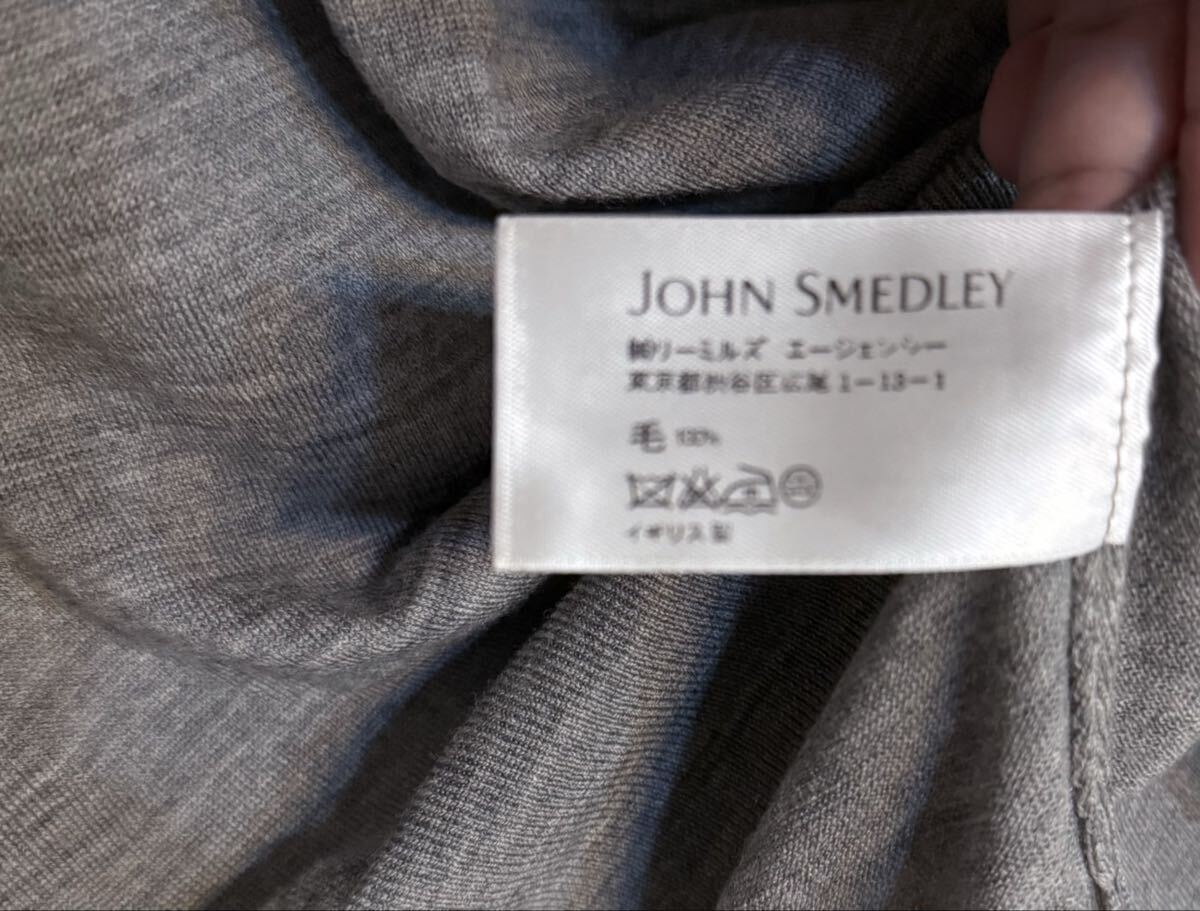 JOHN SMEDLEY
㈱リーミルズ エージェンシー
東京都渋谷区広尾1-13-1
毛 100%
イギリス製